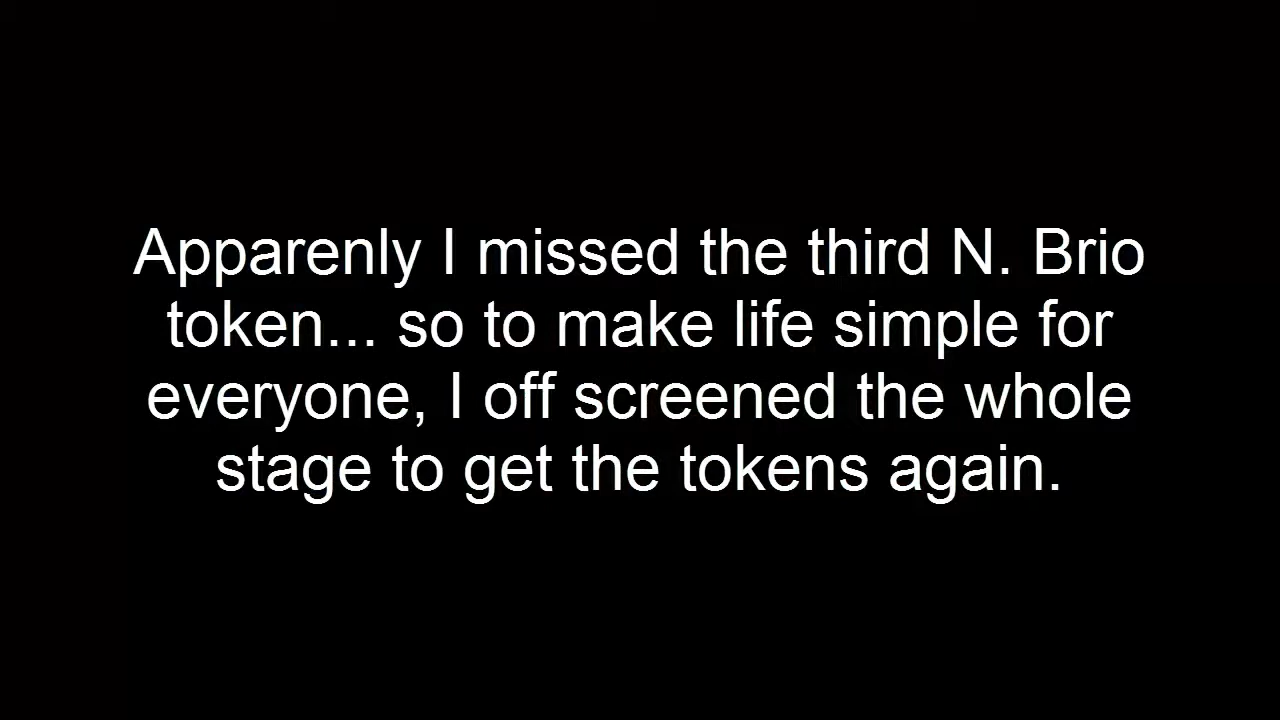 Apparenly I missed the third N. Brio
token... so to make life simple for
everyone, I off screened the whole
stage to get the tokens again.